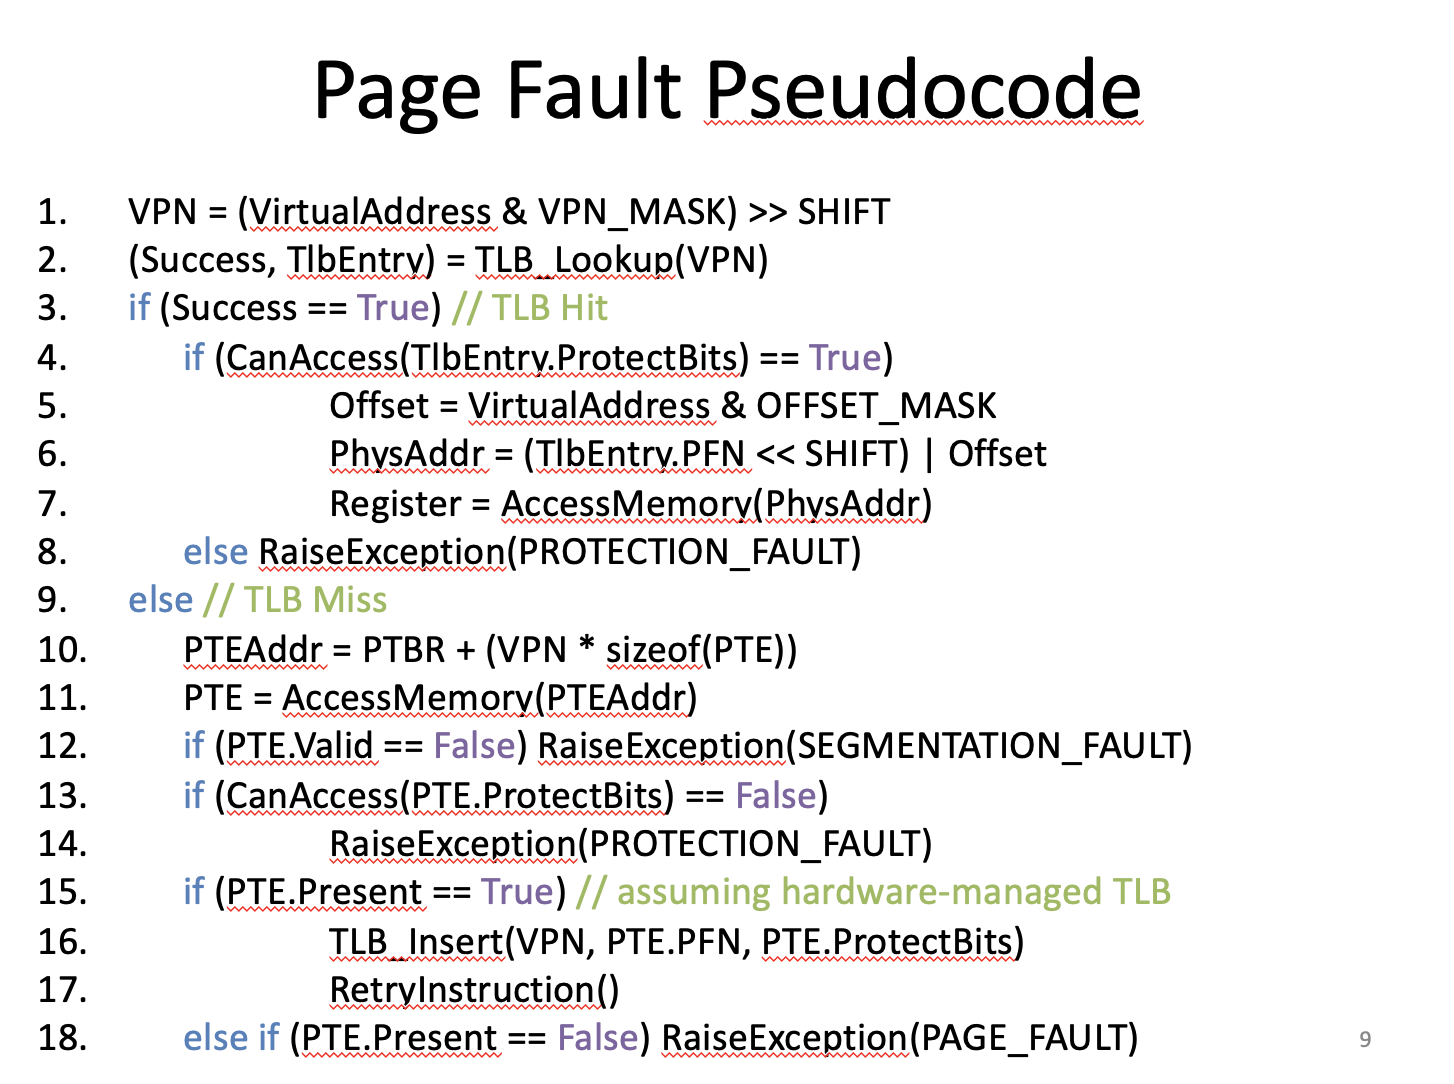 Page Fault Pseudocode
1. VPN = (VirtualAddress & VPN_MASK) >> SHIFT
2. (Success, TlbEntry) = TLB_Lookup(VPN)
3. if (Success == True) // TLB Hit
4. if (CanAccess(TlbEntry.ProtectBits) == True)
5. Offset = VirtualAddress & OFFSET_MASK
6. PhysAddr = (TlbEntry.PFN << SHIFT) | Offset
7. Register = AccessMemory(PhysAddr)
8. else RaiseException(PROTECTION_FAULT)
9. else // TLB Miss
10. PTEAddr = PTBR + (VPN * sizeof(PTE))
11. PTE = AccessMemory(PTEAddr)
12. if (PTE.Valid == False) RaiseException(SEGMENTATION_FAULT)
13. if (CanAccess(PTE.ProtectBits) == False)
14. RaiseException(PROTECTION_FAULT)
15. if (PTE.Present == True) // assuming hardware-managed TLB
16. TLB_Insert(VPN, PTE.PFN, PTE.ProtectBits)
17. RetryInstruction()
18. else if (PTE.Present == False) RaiseException(PAGE_FAULT)
9